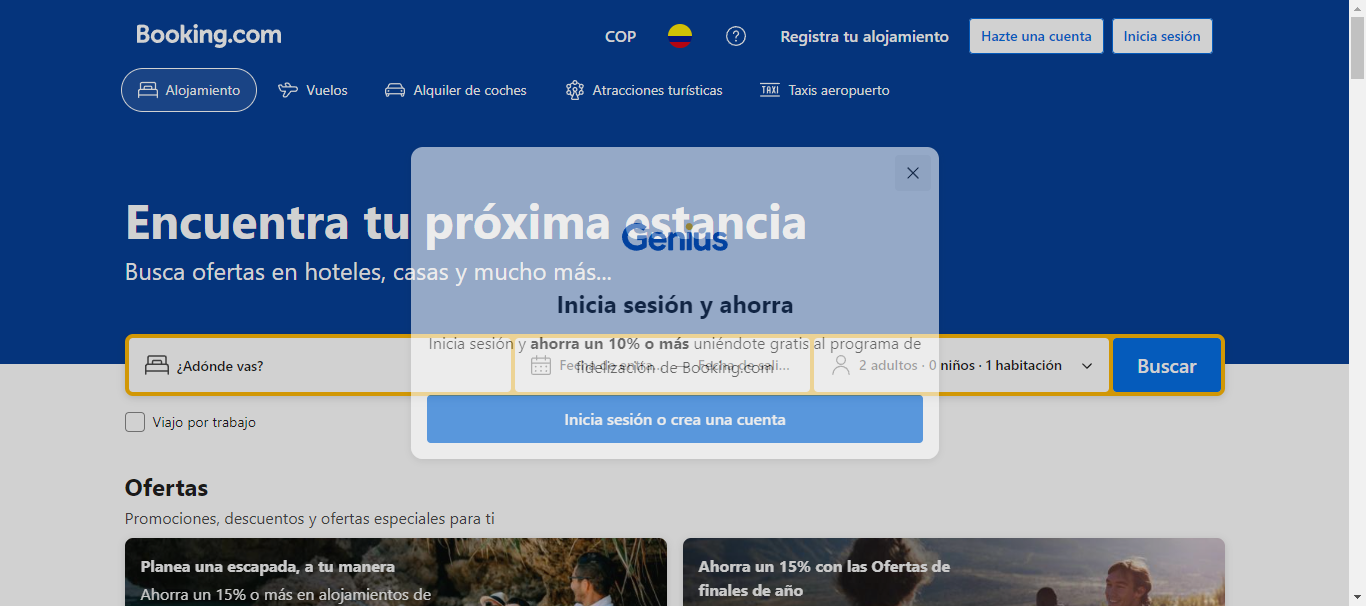 Booking.com
COP
Registra tu alojamiento
Hazte una cuenta
Inicia sesión
Alojamiento
Vuelos
Alquiler de coches
TAXI
Atracciones turísticas
Taxis aeropuerto
Encuentra tu próxima estancia
Busca ofertas en hoteles, casas y mucho más...
Genius
Inicia sesión y ahorra
Inicia sesión y ahorra un 10% o más uniéndote gratis al programa de
fidelización de Booking.com
¿Adónde vas?
Fecha de entra... — Fecha de sali...
2 adultos · 0 niños · 1 habitación
Buscar
Inicia sesión o crea una cuenta
Viajo por trabajo
Ofertas
Promociones, descuentos y ofertas especiales para ti
Planea una escapada, a tu manera
Ahorra un 15% o más en alojamientos de
Ahorra un 15% con las Ofertas de
finales de año